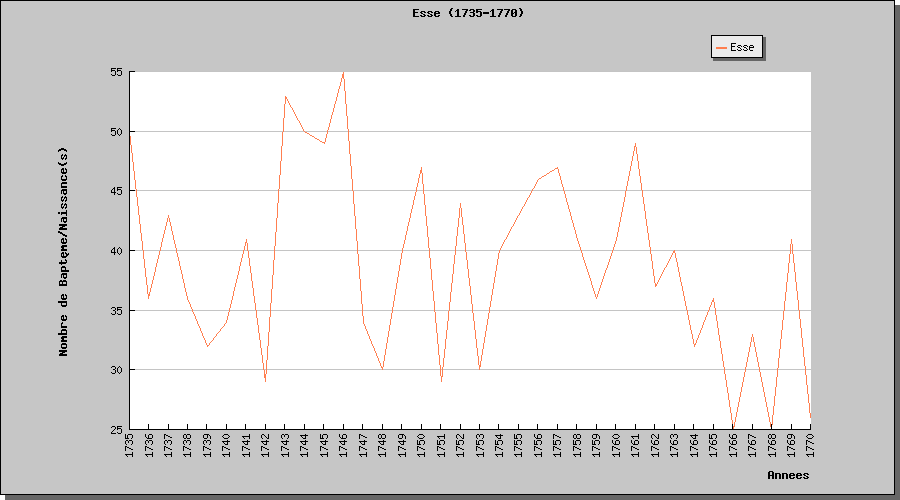 Esse (1735-1770)
Esse
55
50
45
40
35
30
25
Nombre de Baptęme/Naissance(s)
1735 1736 1737 1738 1739 1740 1741 1742 1743 1744 1745 1746 1747 1748 1749 1750 1751 1752 1753 1754 1755 1756 1757 1758 1759 1760 1761 1762 1763 1764 1765 1766 1767 1768 1769 1770
Annees